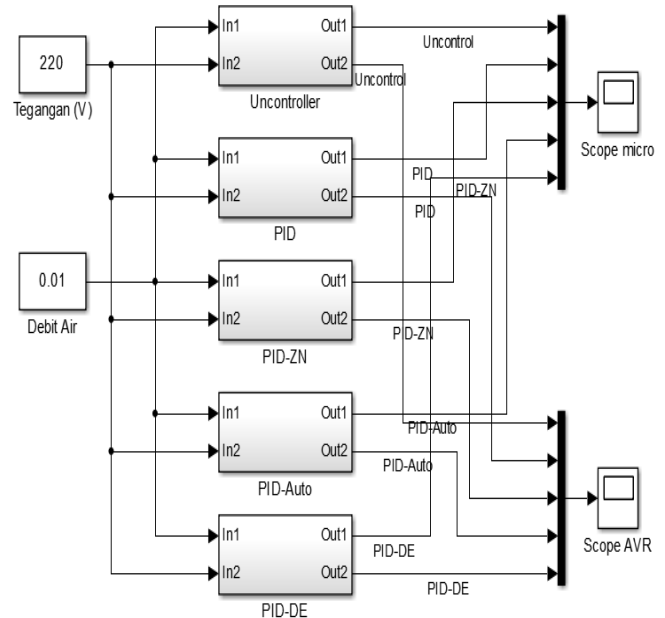 220
Tegangan (V)
0.01
Debit Air
In1 Out1
In2 Out2
Uncontroller
In1 Out1
In2 Out2
PID
In1 Out1
In2 Out2
PID-ZN
In1 Out1
In2 Out2
PID-Auto
In1 Out1
In2 Out2
PID-DE
Uncontrol
Uncontrol
PID
PID-ZN
PID
PID-ZN
PID-Auto
PID-Auto
PID-DE
PID-DE
Scope micro
Scope AVR